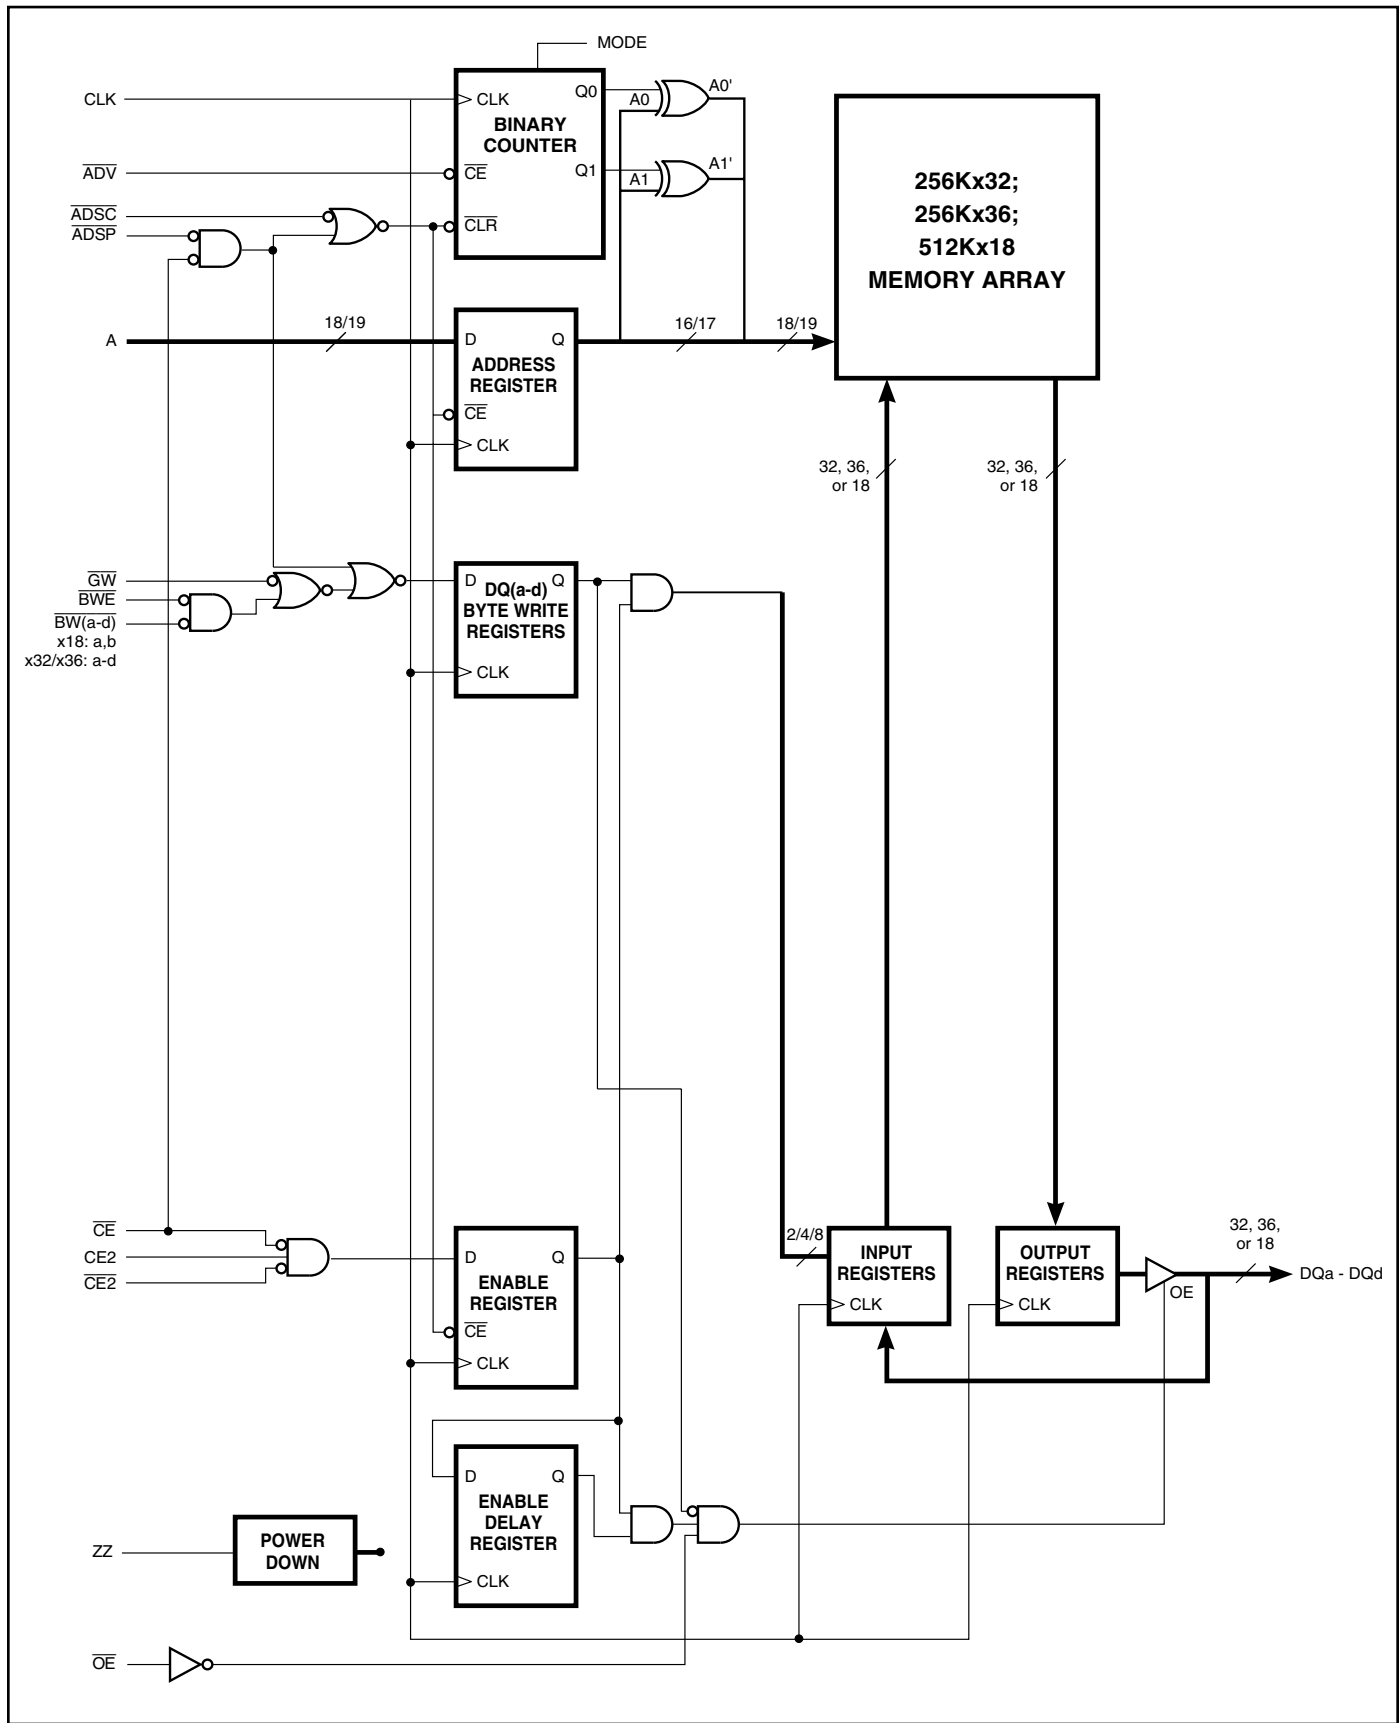 MODE
CLK
CLK
Q0
A0
A0'
BINARY
COUNTER
ADV
CE
Q1
A1
A1'
256Kx32;
256Kx36;
512Kx18
MEMORY ARRAY
ADSC
ADSP
CLR
A
18/19
D
Q
16/17
18/19
ADDRESS
REGISTER
CE
CLK
32, 36,
or 18
32, 36,
or 18
GW
BWE
BW(a-d)
x18: a,b
x32/x36: a-d
D
Q
DQ(a-d)
BYTE WRITE
REGISTERS
CLK
CE
CE2
CE2
D
Q
ENABLE
REGISTER
CE
CLK
2/4/8
INPUT
REGISTERS
CLK
OUTPUT
REGISTERS
CLK
OE
32, 36,
or 18
DQa - DQd
D
Q
ENABLE
DELAY
REGISTER
CLK
ZZ
POWER
DOWN
OE